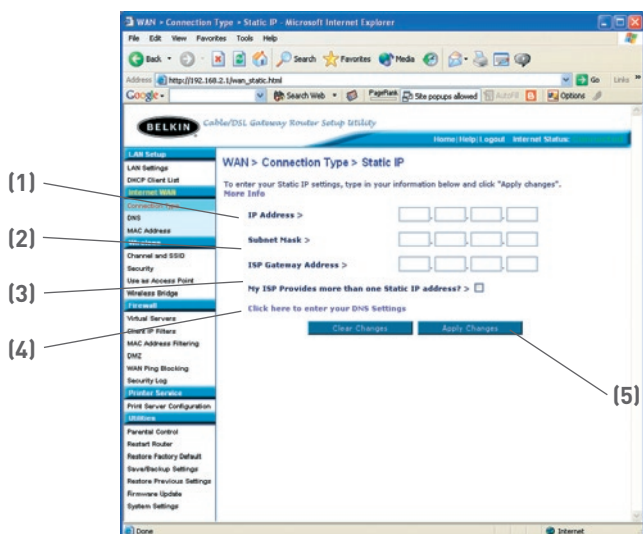 WAN > Connection Type > Static IP - Microsoft Internet Explorer
File Edit View Favorites Tools Help
Back Search Favorites Media
Address http://192.168.2.1/wan_static.html Go Links »
Google Search Web PageRank Site popups allowed AutoFill Options
BELKIN Cable/DSL Gateway Router Setup Utility
Home|Help|Logout Internet Status:
LAN Setup
LAN Settings
DHCP Client List
Internet WAN
Connection Type
DNS
MAC Address
Wireless
Channel and SSID
Security
Use as Access Point
Wireless Bridge
Firewall
Virtual Servers
Client IP Filters
MAC Address Filtering
DMZ
WAN Ping Blocking
Security Log
Printer Service
Print Server Configuration
Utilities
Parental Control
Restart Router
Restore Factory Default
Save/Backup Settings
Restore Previous Settings
Firmware Update
System Settings
WAN > Connection Type > Static IP
To enter your Static IP settings, type in your information below and click "Apply changes".
More Info
(1)
IP Address >
(2)
Subnet Mask >
ISP Gateway Address >
(3)
My ISP Provides more than one Static IP address? >
(4)
Click here to enter your DNS Settings
Clear Changes Apply Changes
(5)
Done Internet